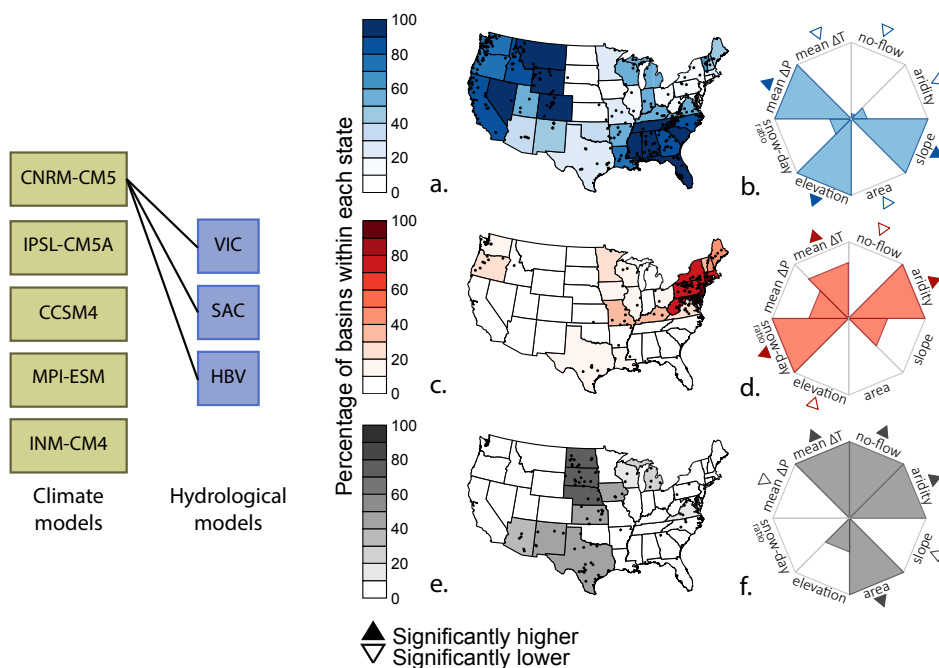 CNRM-CM5
IPSL-CM5A
CCSM4
MPI-ESM
INM-CM4
Climate
models
VIC
SAC
HBV
Hydrological
models
Percentage of basins within each state
100
80
60
40
20
0
a.
mean ΔT
no-flow
aridity
slope
area
elevation
snow-day
ratio
mean ΔP
b.
100
80
60
40
20
0
c.
mean ΔT
no-flow
aridity
slope
area
elevation
snow-day
ratio
mean ΔP
d.
100
80
60
40
20
0
e.
mean ΔT
no-flow
aridity
slope
area
elevation
snow-day
ratio
mean ΔP
f.
Significantly higher
Significantly lower